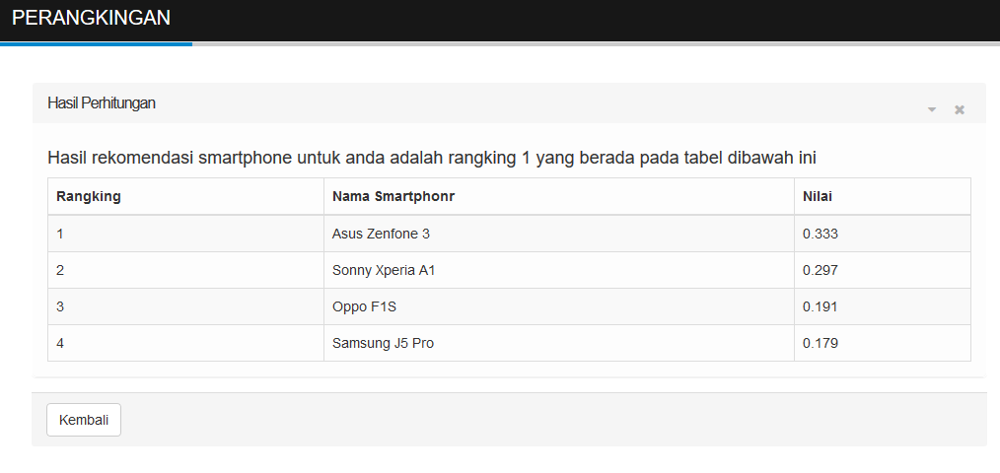 PERANGKINGAN
Hasil Perhitungan
Hasil rekomendasi smartphone untuk anda adalah rangking 1 yang berada pada tabel dibawah ini
Rangking Nama Smartphonr Nilai
1 Asus Zenfone 3 0.333
2 Sonny Xperia A1 0.297
3 Oppo F1S 0.191
4 Samsung J5 Pro 0.179
Kembali